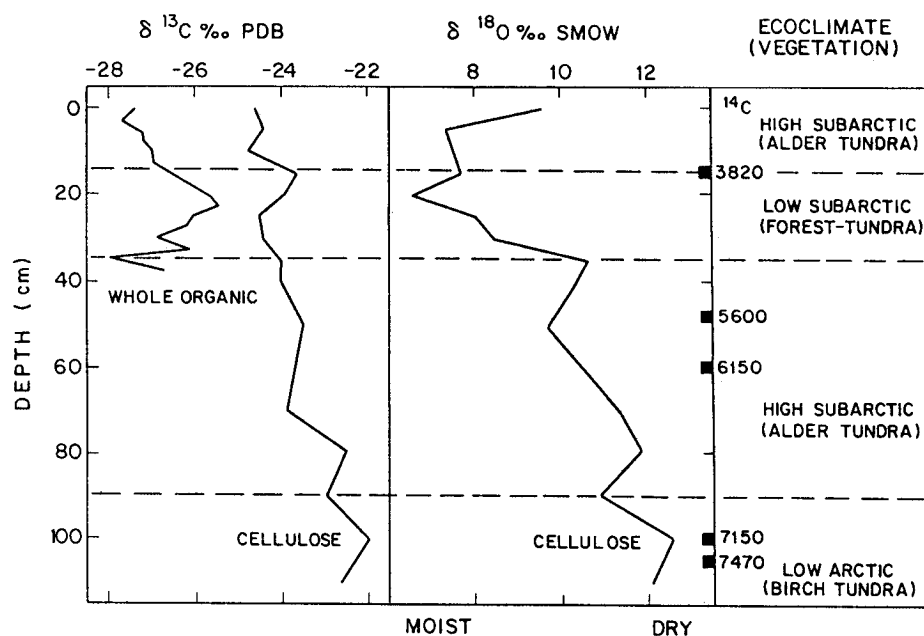 δ ¹³C ‰ PDB
δ ¹⁸O ‰ SMOW
ECOCLIMATE
(VEGETATION)
-28 -26 -24 -22
8 10 12
0
20
40
60
80
100
DEPTH (cm)
WHOLE ORGANIC
CELLULOSE
CELLULOSE
¹⁴C
3820
5600
6150
7150
7470
HIGH SUBARCTIC
(ALDER TUNDRA)
LOW SUBARCTIC
(FOREST-TUNDRA)
HIGH SUBARCTIC
(ALDER TUNDRA)
LOW ARCTIC
(BIRCH TUNDRA)
MOIST DRY